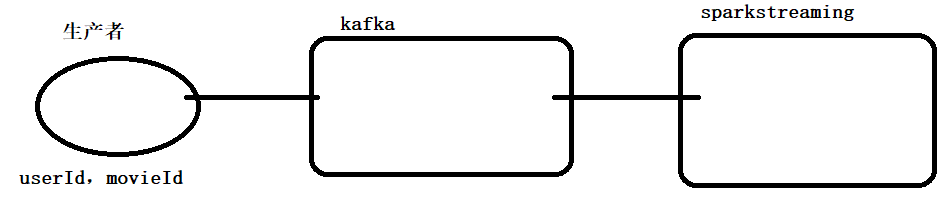 生产者
kafka
sparkstreaming
userId，movieId